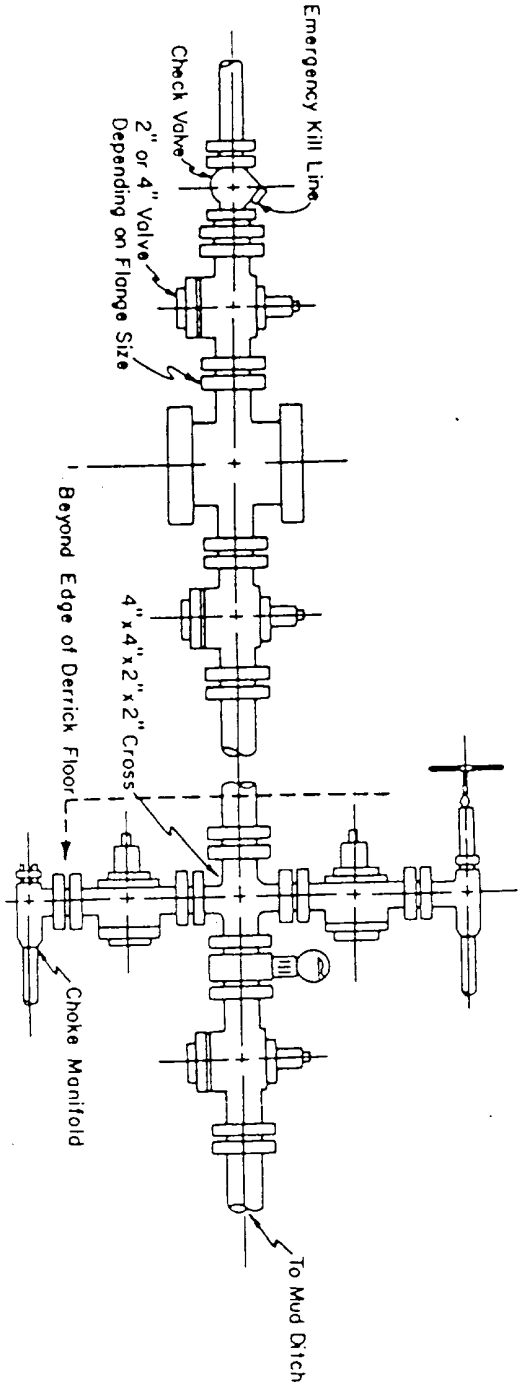 Emergency Kill Line
Check Valve
2" or 4" Valve
Depending on Flange Size
Beyond Edge of Derrick Floor
4"x 4"x 2"x 2" Cross
Choke Manifold
To Mud Ditch